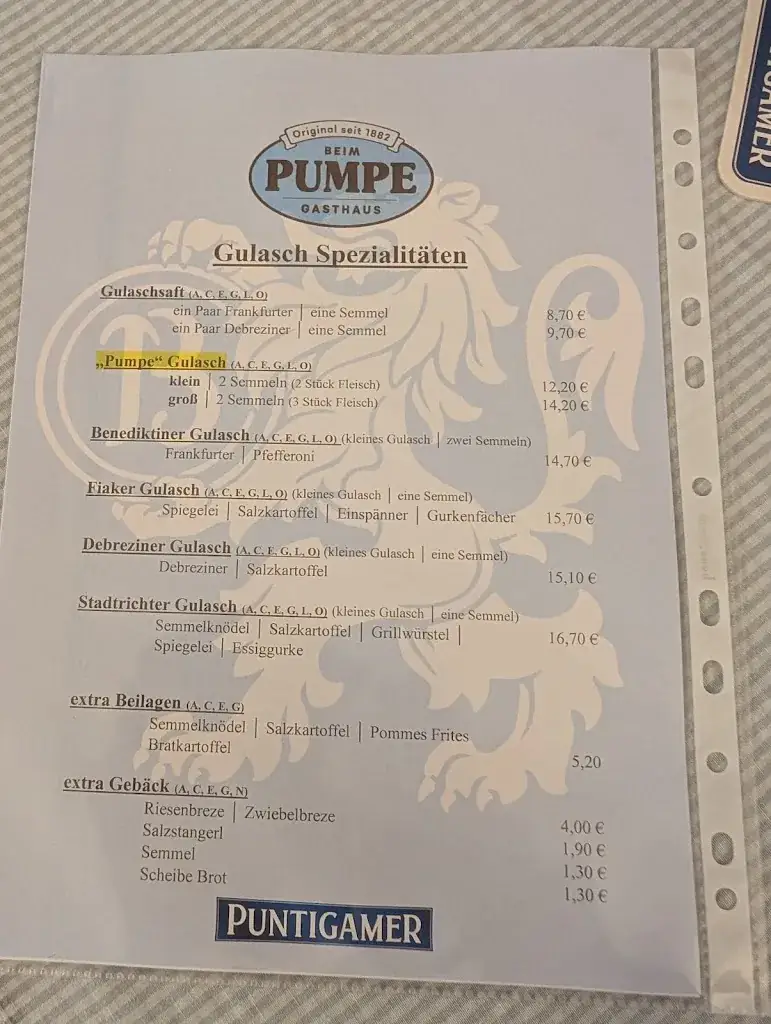 Original seit 1882
BEIM
PUMPE
GASTHAUS
Gulasch Spezialitäten
Gulaschsaft (A, C, E, G, L, O)
ein Paar Frankfurter | eine Semmel 8,70 €
ein Paar Debreziner | eine Semmel 9,70 €
„Pumpe“ Gulasch (A, C, E, G, L, O)
klein | 2 Semmeln (2 Stück Fleisch) 12,20 €
groß | 2 Semmeln (3 Stück Fleisch) 14,20 €
Benediktiner Gulasch (A, C, E, G, L, O) (kleines Gulasch | zwei Semmeln)
Frankfurter | Pfefferoni 14,70 €
Fiaker Gulasch (A, C, E, G, L, O) (kleines Gulasch | eine Semmel)
Spiegelei | Salzkartoffel | Einspänner | Gurkenfächer 15,70 €
Debreziner Gulasch (A, C, E, G, L, O) (kleines Gulasch | eine Semmel)
Debreziner | Salzkartoffel 15,10 €
Stadtrichter Gulasch (A, C, E, G, L, O) (kleines Gulasch | eine Semmel)
Semmelknödel | Salzkartoffel | Grillwürstel | 16,70 €
Spiegelei | Essiggurke
extra Beilagen (A, C, E, G)
Semmelknödel | Salzkartoffel | Pommes Frites
Bratkartoffel 5,20
extra Gebäck (A, C, E, G, N)
Riesenbreze | Zwiebelbreze 4,00 €
Salzstangerl 1,90 €
Semmel 1,30 €
Scheibe Brot 1,30 €
PUNTIGAMER
GAMER